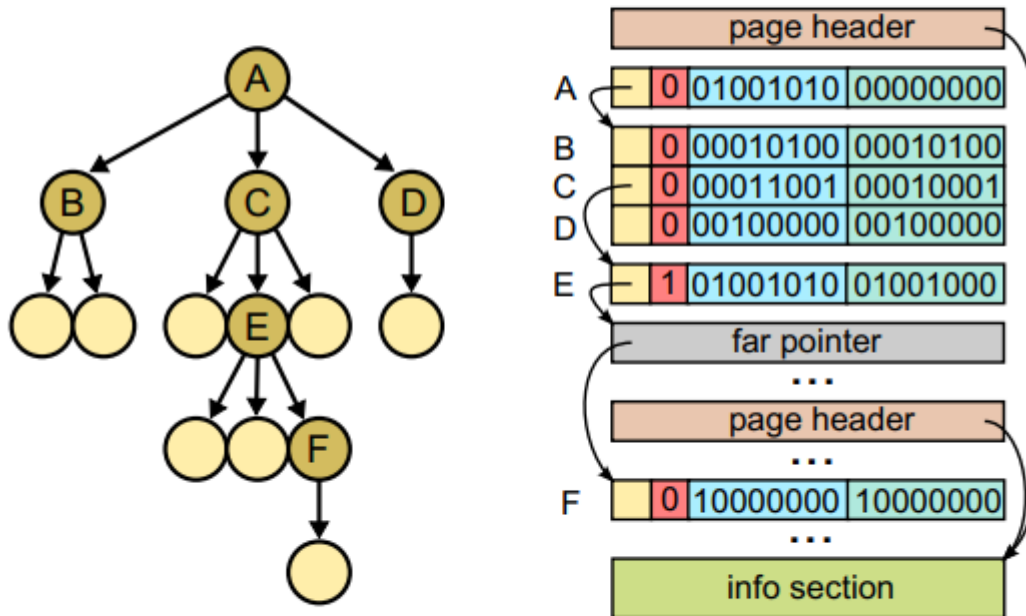 A
B
C
D
E
F
page header
A 0 01001010 00000000
B 0 00010100 00010100
C 0 00011001 00010001
D 0 00100000 00100000
E 1 01001010 01001000
far pointer
...
page header
...
F 0 10000000 10000000
...
info section